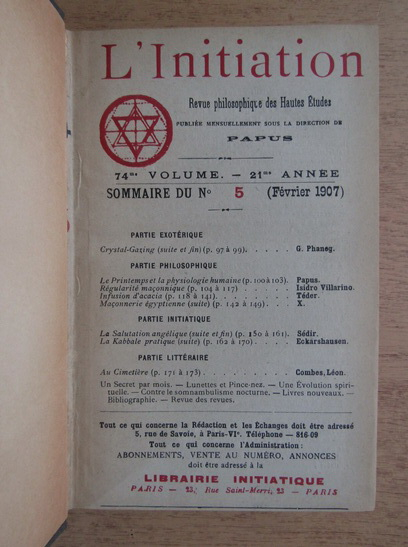 L'Initiation
Revue philosophique des Hautes Études
PUBLIÉE MENSUELLEMENT SOUS LA DIRECTION DE
PAPUS
74me VOLUME. — 21me ANNÉE
SOMMAIRE DU No 5 (Février 1907)
PARTIE EXOTÉRIQUE
Crystal-Gazing (suite et fin) (p. 97 à 99). . . . . G. Phaneg.
PARTIE PHILOSOPHIQUE
Le Printemps et la physiologie humaine (p. 100 à 103). Papus.
Régularité maçonnique (p. 104 à 117) . . . . . . Isidro Villarino.
Infusion d'acacia (p. 118 à 141). . . . . . . . Téder.
Maçonnerie égyptienne (suite) (p. 142 à 149). . . X.
PARTIE INITIATIQUE
La Salutation angélique (suite et fin) (p. 150 à 161). Sédir.
La Kabbale pratique (suite) (p. 162 à 170). . . . . Eckarshausen.
PARTIE LITTÉRAIRE
Au Cimetière (p. 171 à 173). . . . . . . . . Combes, Léon.
Un Secret par mois. — Lunettes et Pince-nez. — Une Évolution spiri-
tuelle. — Contre le somnambulisme nocturne. — Livres nouveaux. —
Bibliographie. — Revue des revues.
Tout ce qui concerne la Rédaction et les Échanges doit être adressé
5, rue de Savoie, à Paris-VIe. Téléphone — 816-09
Tout ce qui concerne l'Administration:
ABONNEMENTS, VENTE AU NUMÉRO, ANNONCES
doit être adressé à la
LIBRAIRIE INITIATIQUE
PARIS — 23, Rue Saint-Merri, 23 — PARIS